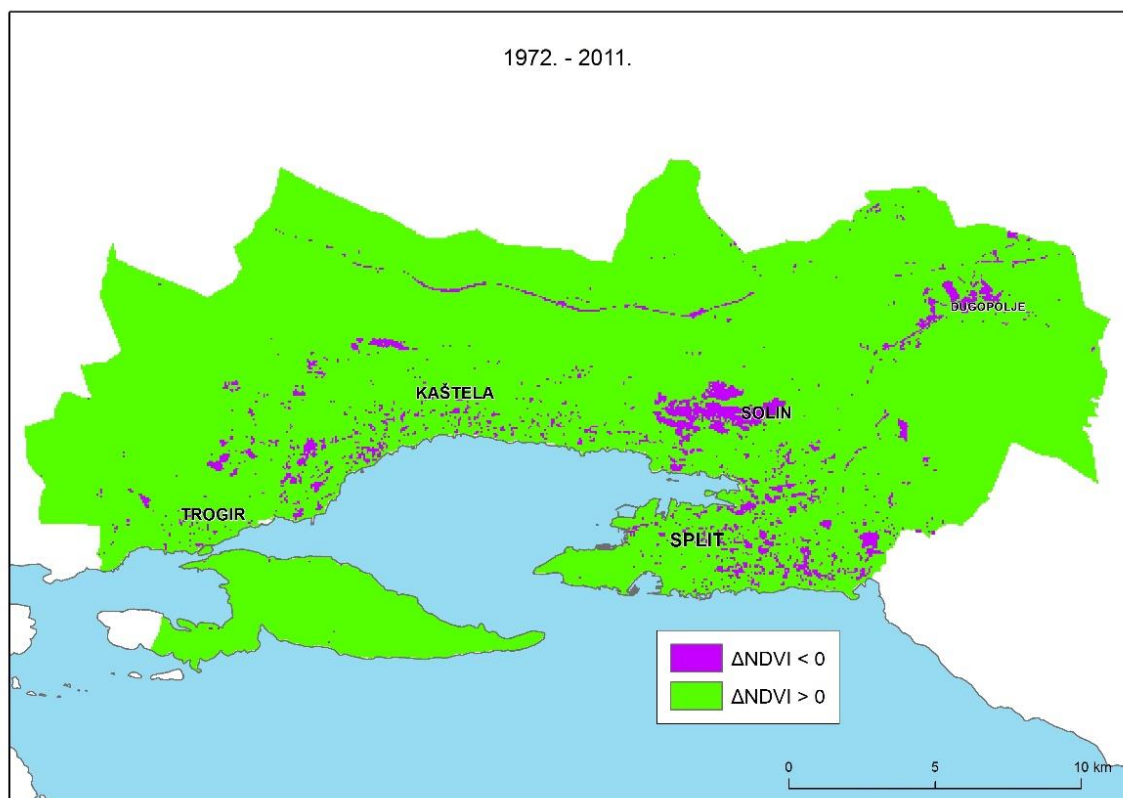 1972. - 2011.
DUGOPOLJE
KAŠTELA
SOLIN
TROGIR
SPLIT
ΔNDVI < 0
ΔNDVI > 0
0 5 10 km